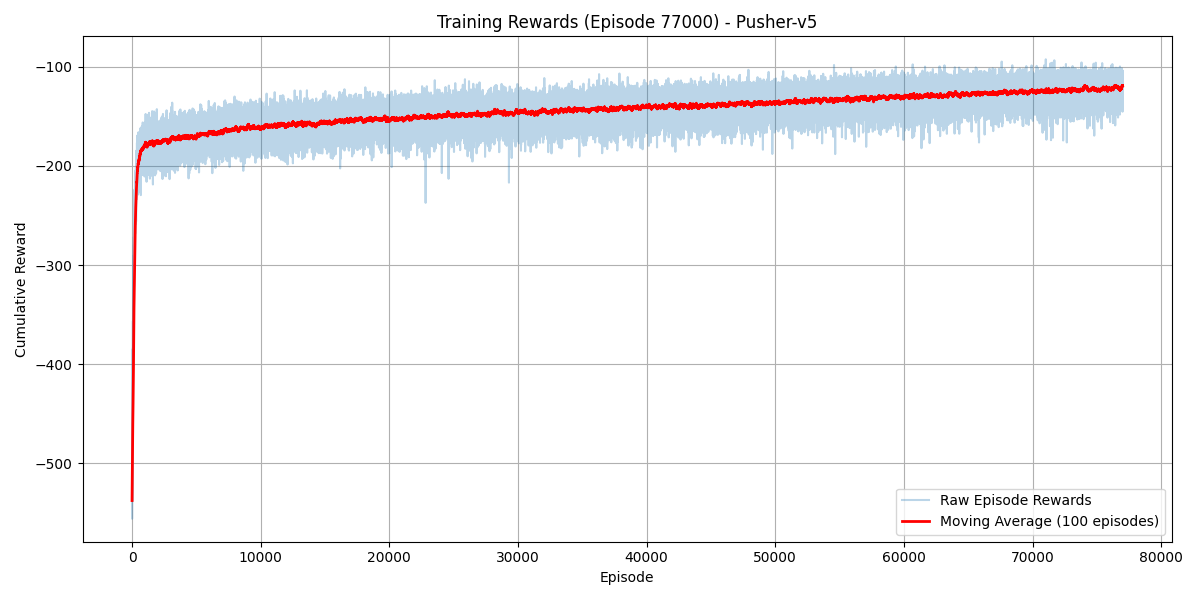 Training Rewards (Episode 77000) - Pusher-v5
Cumulative Reward
−100
−200
−300
−400
−500
0 10000 20000 30000 40000 50000 60000 70000 80000
Episode
Raw Episode Rewards
Moving Average (100 episodes)